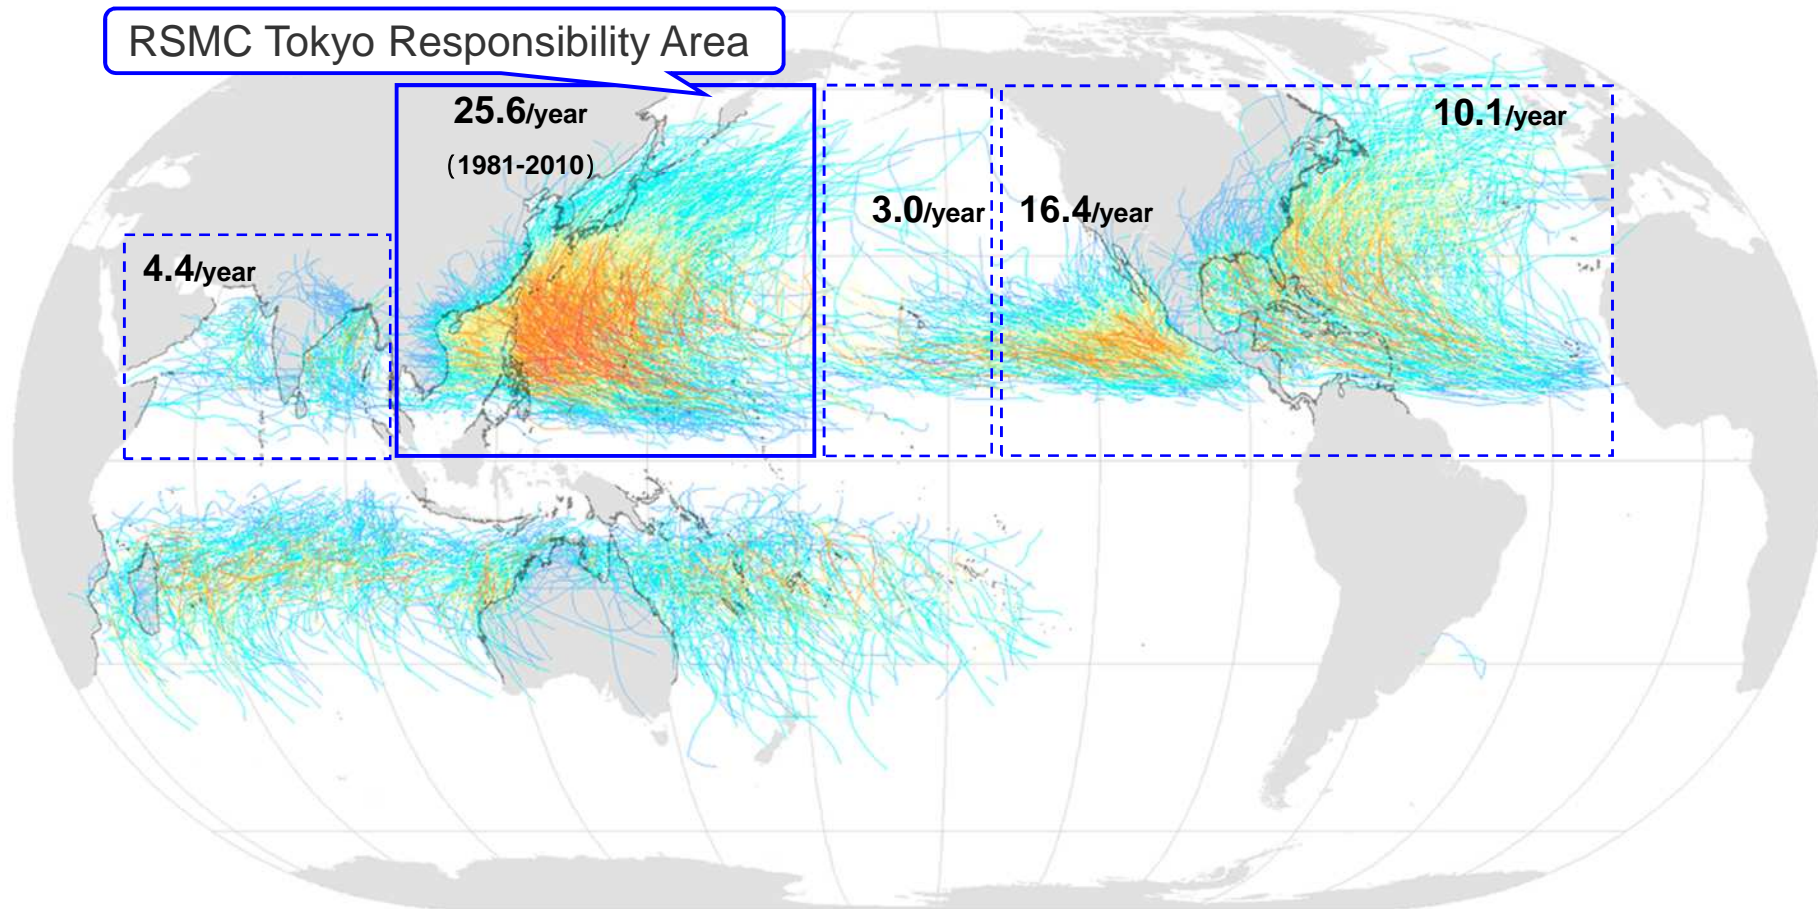 RSMC Tokyo Responsibility Area
25.6/year
(1981-2010)
10.1/year
3.0/year
16.4/year
4.4/year